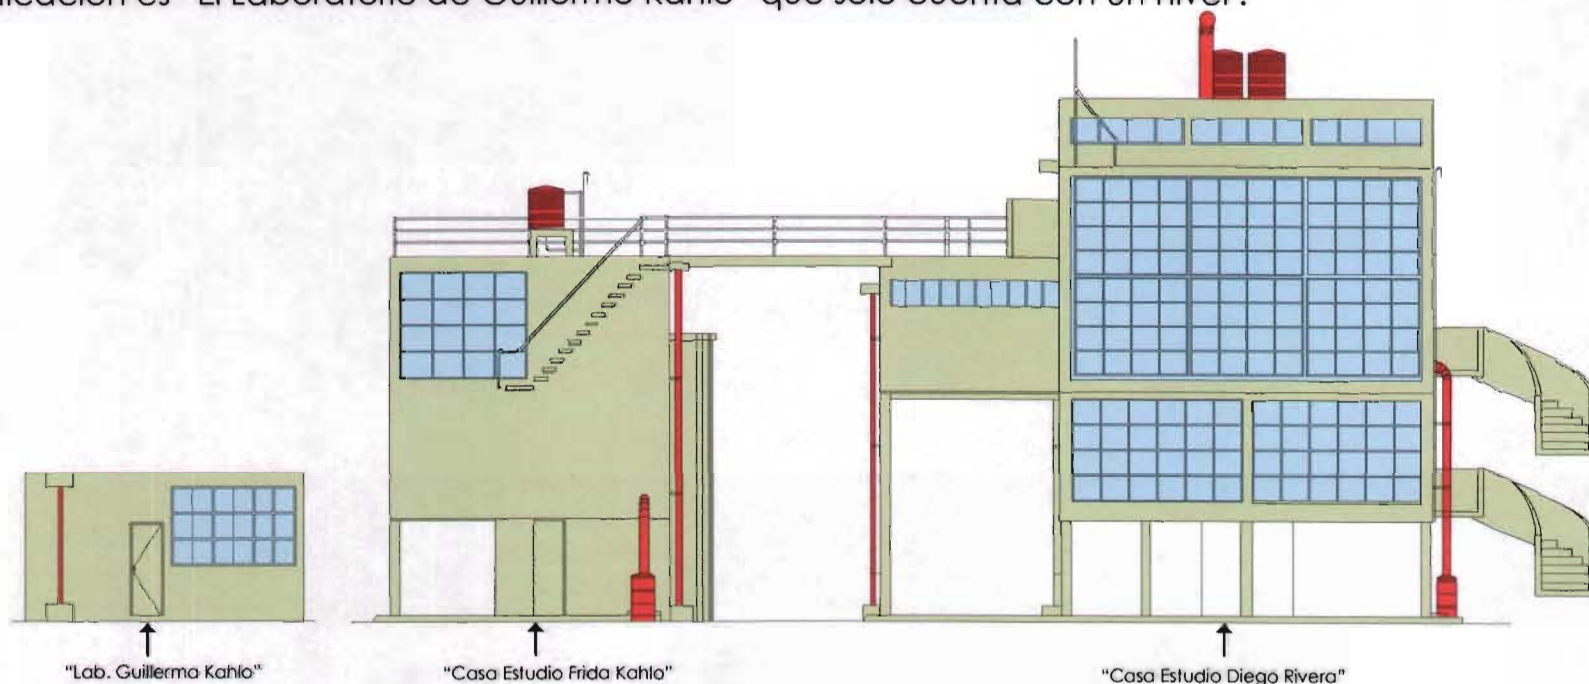 "El Laboratorio de Guillermo Kahlo" que solo cuenta con un nivel.
"Lab. Guillermo Kahlo"
"Casa Estudio Frida Kahlo"
"Casa Estudio Diego Rivera"